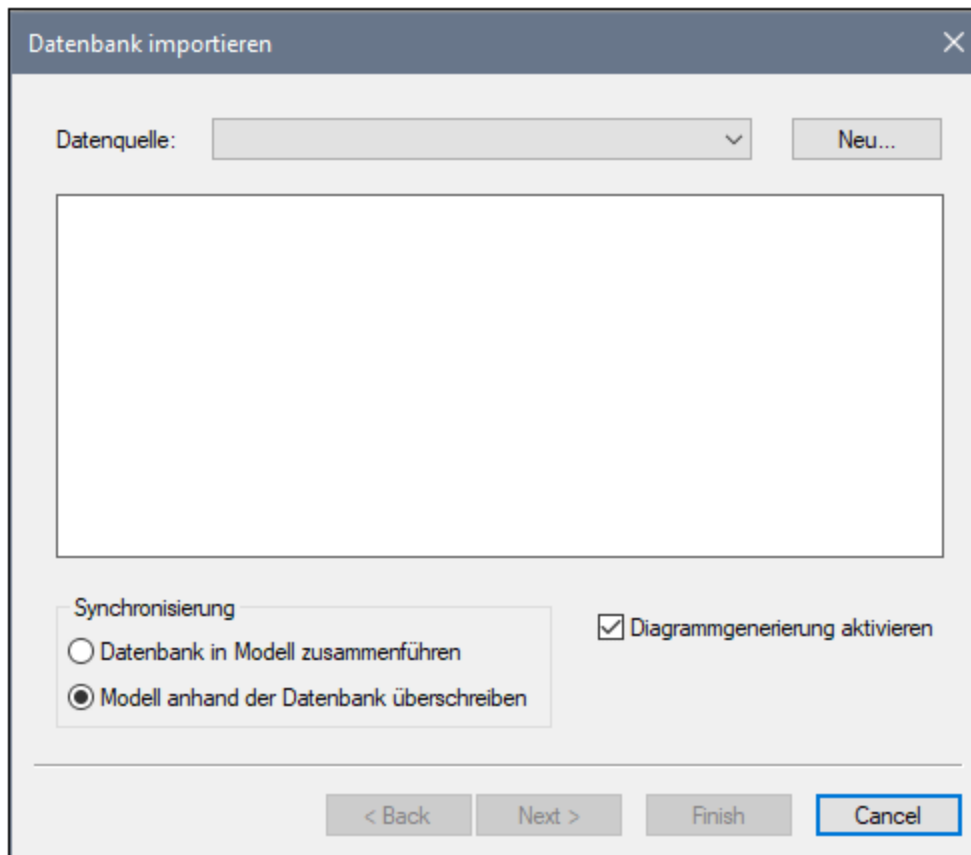 Datenbank importieren
Datenquelle:
Neu...
Synchronisierung
Datenbank in Modell zusammenführen
Modell anhand der Datenbank überschreiben
Diagrammgenerierung aktivieren
< Back
Next >
Finish
Cancel